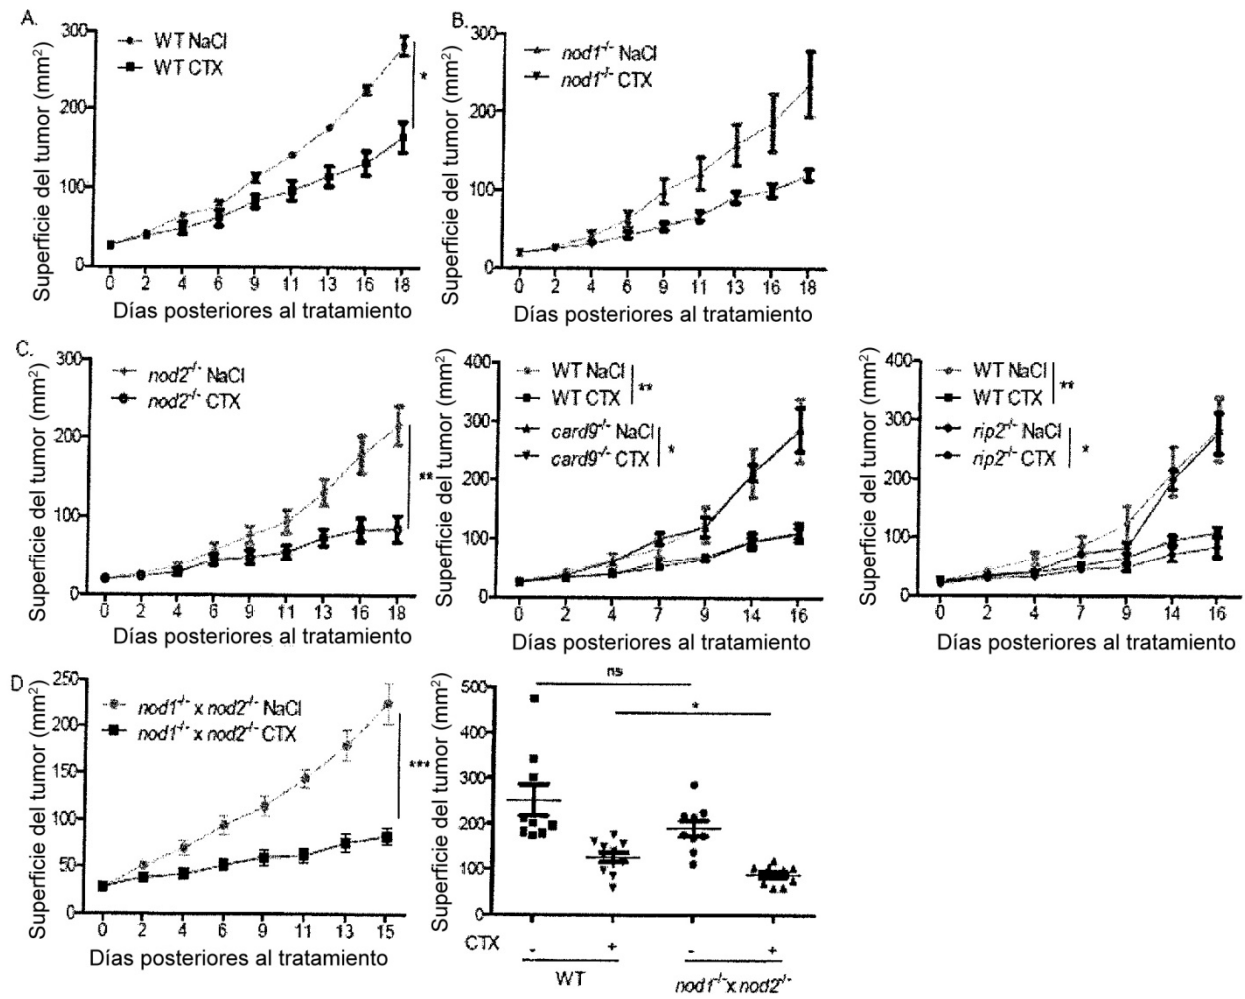 A.
Superficie del tumor (mm²)
300
200
100
0
WT NaCl
WT CTX
*
0 2 4 6 9 11 13 16 18
Días posteriores al tratamiento
B.
Superficie del tumor (mm²)
300
200
100
0
nod1⁻/⁻ NaCl
nod1⁻/⁻ CTX
0 2 4 6 9 11 13 16 18
Días posteriores al tratamiento
C.
Superficie del tumor (mm²)
300
200
100
0
nod2⁻/⁻ NaCl
nod2⁻/⁻ CTX
**
0 2 4 6 9 11 13 16 18
Días posteriores al tratamiento
Superficie del tumor (mm²)
400
300
200
100
0
WT NaCl
WT CTX
**
card9⁻/⁻ NaCl
card9⁻/⁻ CTX
*
0 2 4 7 9 14 16
Días posteriores al tratamiento
Superficie del tumor (mm²)
400
300
200
100
0
WT NaCl
WT CTX
**
rip2⁻/⁻ NaCl
rip2⁻/⁻ CTX
*
0 2 4 7 9 14 16
Días posteriores al tratamiento
D
Superficie del tumor (mm²)
250
200
150
100
50
0
nod1⁻/⁻ x nod2⁻/⁻ NaCl
nod1⁻/⁻ x nod2⁻/⁻ CTX
***
0 2 4 6 9 11 13 15
Días posteriores al tratamiento
Superficie del tumor (mm²)
500
400
300
200
100
0
ns
*
CTX - + - +
WT nod1⁻/⁻x nod2⁻/⁻